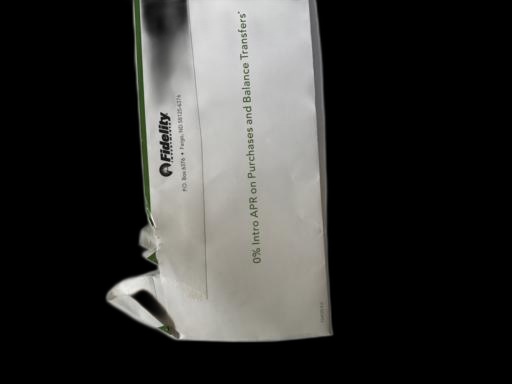 Fidelity
P.O. Box 6376 • Fargo, ND 58125-6376
0% Intro APR on Purchases and Balance Transfers*